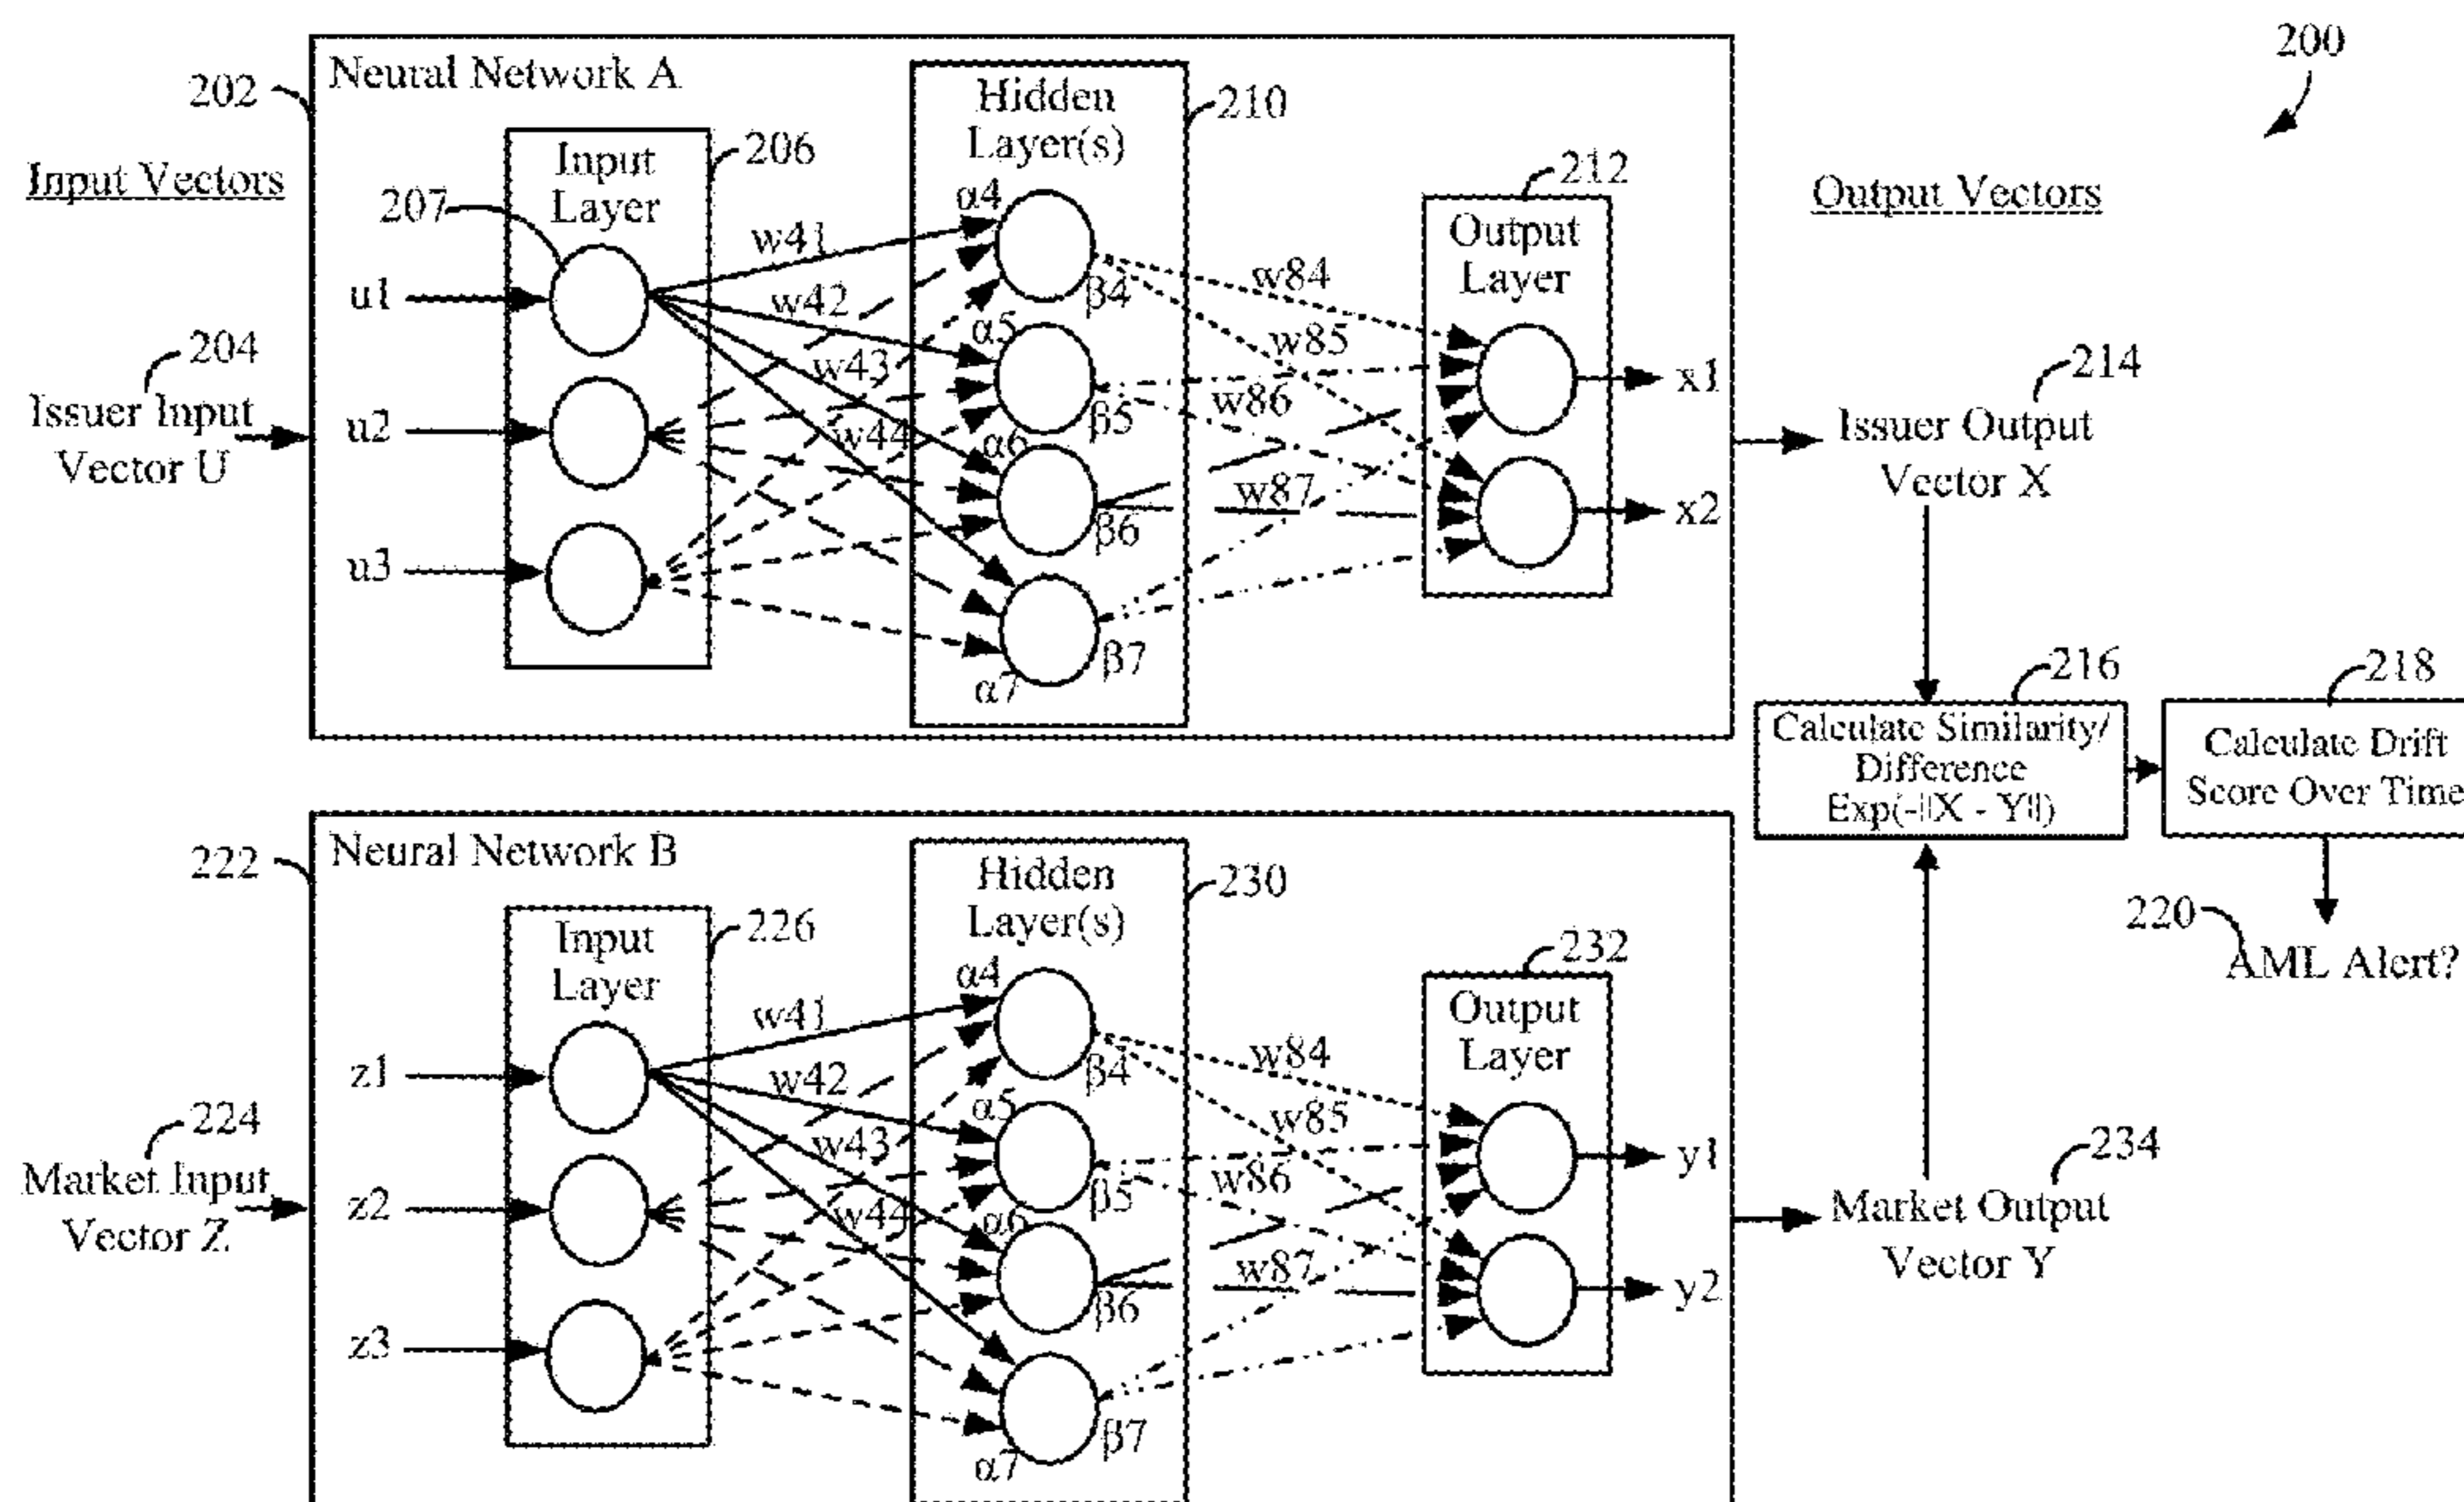 200
Neural Network A
202
Input Vectors
Hidden
Layer(s)
210
Input
Layer
206
207
212
Output Vectors
Output
Layer
α4
β4
α5
β5
α6
β6
α7
β7
w41
w42
w43
w44
w84
w85
w86
w87
u1
u2
u3
204
Issuer Input
Vector U
x1
x2
214
Issuer Output
Vector X
216
Calculate Similarity/
Difference
Exp(-||X - Y||)
218
Calculate Drift
Score Over Time
220
AML Alert?
222
Neural Network B
Hidden
Layer(s)
230
Input
Layer
226
232
Output
Layer
α4
β4
α5
β5
α6
β6
α7
β7
w41
w42
w43
w44
w84
w85
w86
w87
z1
z2
z3
224
Market Input
Vector Z
y1
y2
234
Market Output
Vector Y